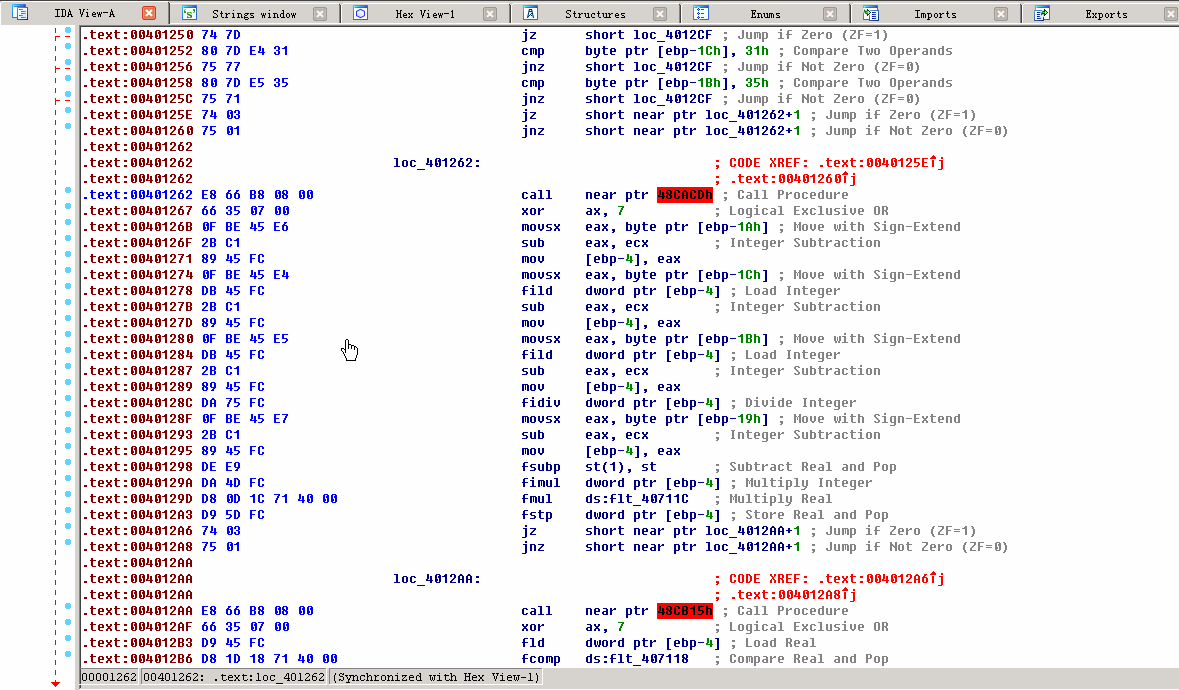 IDA View-A Strings window Hex View-1 Structures Enums Imports Exports
.text:00401250 74 7D jz short loc_4012CF ; Jump if Zero (ZF=1)
.text:00401252 80 7D E4 31 cmp byte ptr [ebp-1Ch], 31h ; Compare Two Operands
.text:00401256 75 77 jnz short loc_4012CF ; Jump if Not Zero (ZF=0)
.text:00401258 80 7D E5 35 cmp byte ptr [ebp-1Bh], 35h ; Compare Two Operands
.text:0040125C 75 71 jnz short loc_4012CF ; Jump if Not Zero (ZF=0)
.text:0040125E 74 03 jz short near ptr loc_401262+1 ; Jump if Zero (ZF=1)
.text:00401260 75 01 jnz short near ptr loc_401262+1 ; Jump if Not Zero (ZF=0)
.text:00401262
.text:00401262 loc_401262: ; CODE XREF: .text:0040125E↑j
.text:00401262 ; .text:00401260↑j
.text:00401262 E8 66 B8 08 00 call near ptr 48CACDh ; Call Procedure
.text:00401267 66 35 07 00 xor ax, 7 ; Logical Exclusive OR
.text:0040126B 0F BE 45 E6 movsx eax, byte ptr [ebp-1Ah] ; Move with Sign-Extend
.text:0040126F 2B C1 sub eax, ecx ; Integer Subtraction
.text:00401271 89 45 FC mov [ebp-4], eax
.text:00401274 0F BE 45 E4 movsx eax, byte ptr [ebp-1Ch] ; Move with Sign-Extend
.text:00401278 DB 45 FC fild dword ptr [ebp-4] ; Load Integer
.text:0040127B 2B C1 sub eax, ecx ; Integer Subtraction
.text:0040127D 89 45 FC mov [ebp-4], eax
.text:00401280 0F BE 45 E5 movsx eax, byte ptr [ebp-1Bh] ; Move with Sign-Extend
.text:00401284 DB 45 FC fild dword ptr [ebp-4] ; Load Integer
.text:00401287 2B C1 sub eax, ecx ; Integer Subtraction
.text:00401289 89 45 FC mov [ebp-4], eax
.text:0040128C DA 75 FC fidiv dword ptr [ebp-4] ; Divide Integer
.text:0040128F 0F BE 45 E7 movsx eax, byte ptr [ebp-19h] ; Move with Sign-Extend
.text:00401293 2B C1 sub eax, ecx ; Integer Subtraction
.text:00401295 89 45 FC mov [ebp-4], eax
.text:00401298 DE E9 fsubp st(1), st ; Subtract Real and Pop
.text:0040129A DA 4D FC fimul dword ptr [ebp-4] ; Multiply Integer
.text:0040129D D8 0D 1C 71 40 00 fmul ds:flt_40711C ; Multiply Real
.text:004012A3 D9 5D FC fstp dword ptr [ebp-4] ; Store Real and Pop
.text:004012A6 74 03 jz short near ptr loc_4012AA+1 ; Jump if Zero (ZF=1)
.text:004012A8 75 01 jnz short near ptr loc_4012AA+1 ; Jump if Not Zero (ZF=0)
.text:004012AA
.text:004012AA loc_4012AA: ; CODE XREF: .text:004012A6↑j
.text:004012AA ; .text:004012A8↑j
.text:004012AA E8 66 B8 08 00 call near ptr 48CB15h ; Call Procedure
.text:004012AF 66 35 07 00 xor ax, 7 ; Logical Exclusive OR
.text:004012B3 D9 45 FC fld dword ptr [ebp-4] ; Load Real
.text:004012B6 D8 1D 18 71 40 00 fcomp ds:flt_407118 ; Compare Real and Pop
00001262 00401262: .text:loc_401262 (Synchronized with Hex View-1)